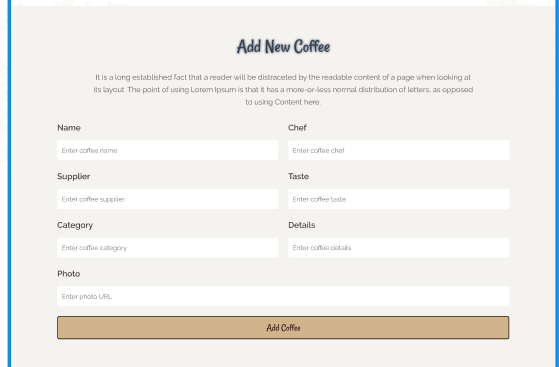 Add New Coffee
It is a long established fact that a reader will be distraceted by the readable content of a page when looking at
its layout. The point of using Lorem Ipsum is that it has a more-or-less normal distribution of letters, as opposed
to using Content here.
Name
Chef
Enter coffee name
Enter coffee chef
Supplier
Taste
Enter coffee supplier
Enter coffee taste
Category
Details
Enter coffee category
Enter coffee details
Photo
Enter photo URL
Add Coffee